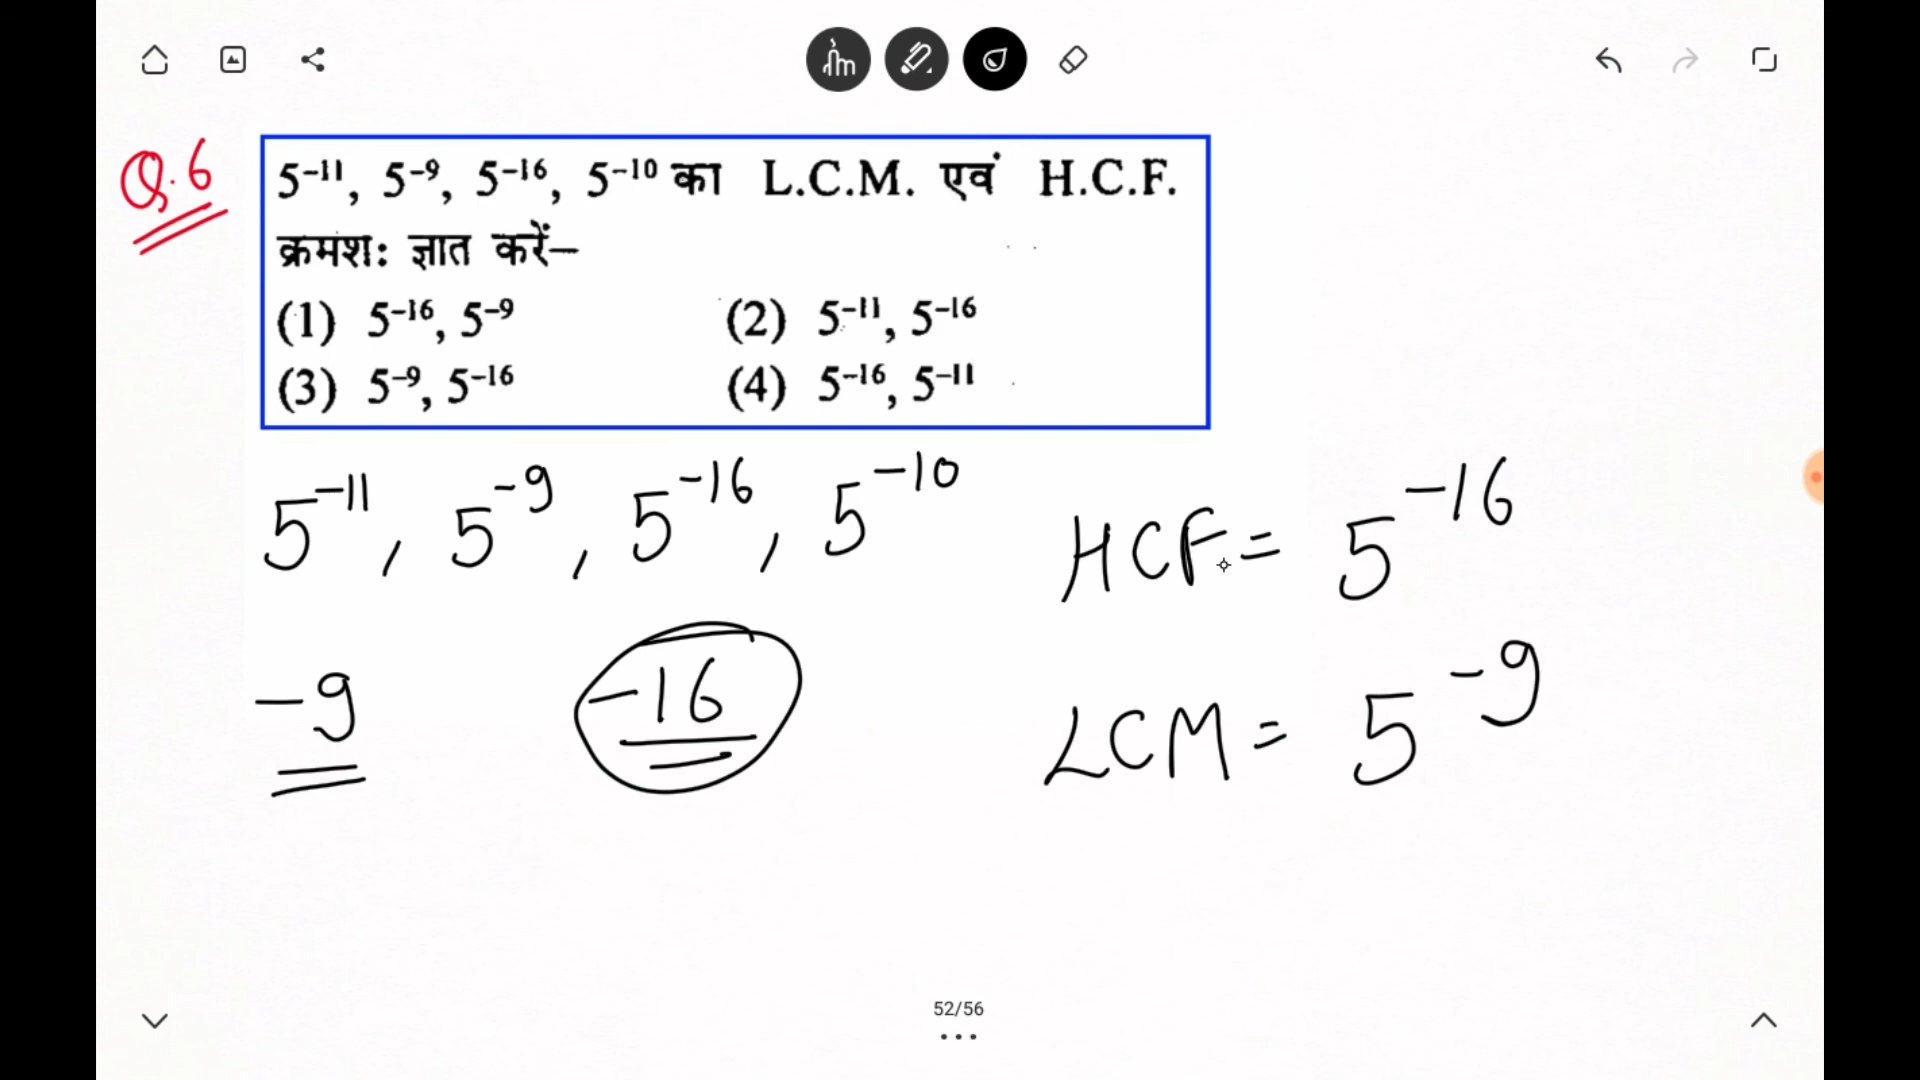 Q.6
5⁻¹¹, 5⁻⁹, 5⁻¹⁶, 5⁻¹⁰ का L.C.M. एवं H.C.F.
क्रमशः ज्ञात करें–
(1) 5⁻¹⁶, 5⁻⁹ (2) 5⁻¹¹, 5⁻¹⁶
(3) 5⁻⁹, 5⁻¹⁶ (4) 5⁻¹⁶, 5⁻¹¹
5⁻¹¹, 5⁻⁹, 5⁻¹⁶, 5⁻¹⁰
HCF = 5⁻¹⁶
-9 -16
LCM = 5⁻⁹
52/56